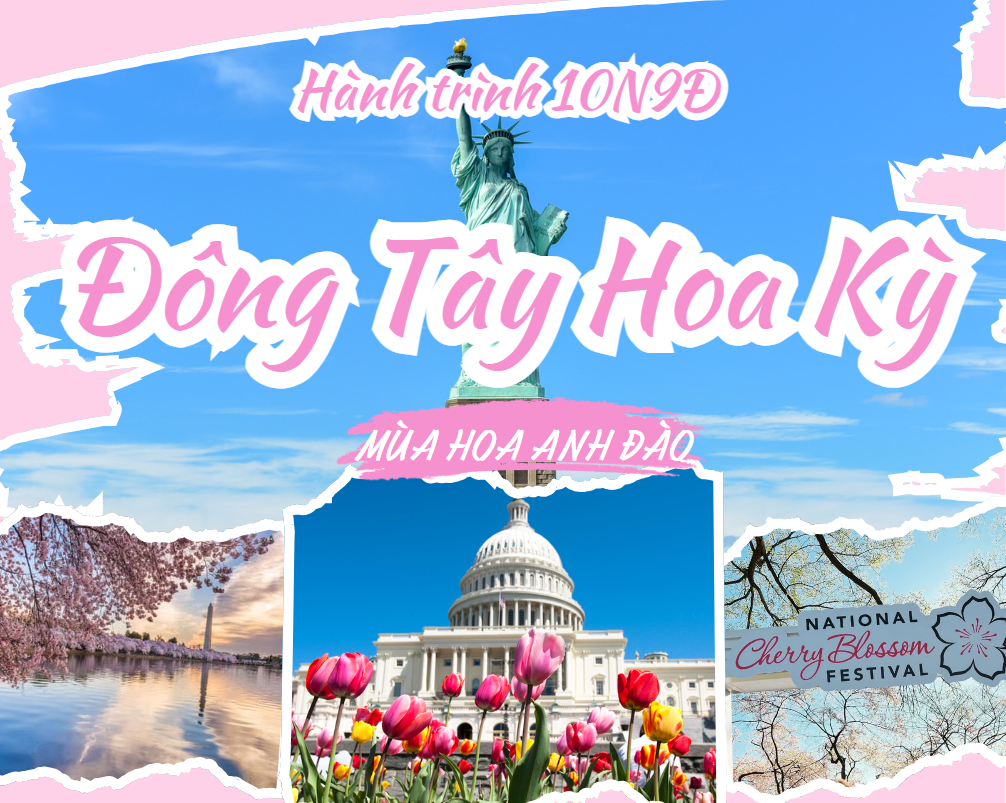 Hành trình 10N9Đ
Đông Tây Hoa Kỳ
MÙA HOA ANH ĐÀO
NATIONAL
Cherry Blossom
FESTIVAL